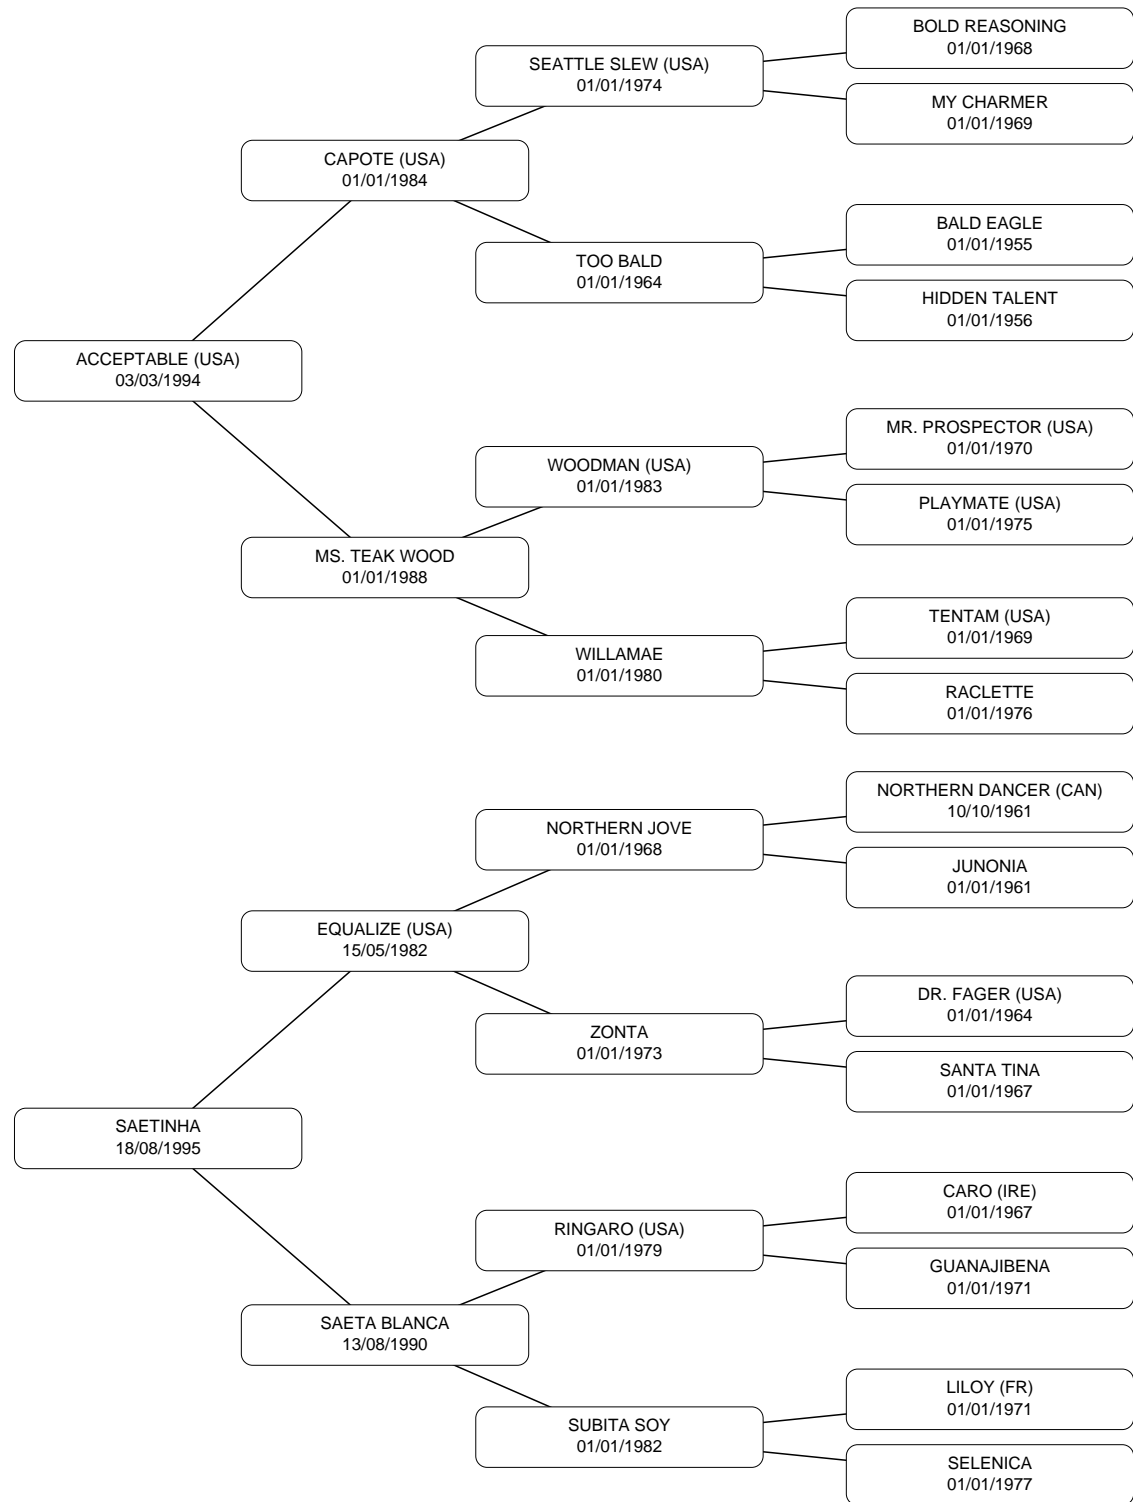 BOLD REASONING
01/01/1968
SEATTLE SLEW (USA)
01/01/1974
MY CHARMER
01/01/1969
CAPOTE (USA)
01/01/1984
BALD EAGLE
01/01/1955
TOO BALD
01/01/1964
HIDDEN TALENT
01/01/1956
ACCEPTABLE (USA)
03/03/1994
MR. PROSPECTOR (USA)
01/01/1970
WOODMAN (USA)
01/01/1983
PLAYMATE (USA)
01/01/1975
MS. TEAK WOOD
01/01/1988
TENTAM (USA)
01/01/1969
WILLAMAE
01/01/1980
RACLETTE
01/01/1976
NORTHERN DANCER (CAN)
10/10/1961
NORTHERN JOVE
01/01/1968
JUNONIA
01/01/1961
EQUALIZE (USA)
15/05/1982
DR. FAGER (USA)
01/01/1964
ZONTA
01/01/1973
SANTA TINA
01/01/1967
SAETINHA
18/08/1995
CARO (IRE)
01/01/1967
RINGARO (USA)
01/01/1979
GUANAJIBENA
01/01/1971
SAETA BLANCA
13/08/1990
LILOY (FR)
01/01/1971
SUBITA SOY
01/01/1982
SELENICA
01/01/1977